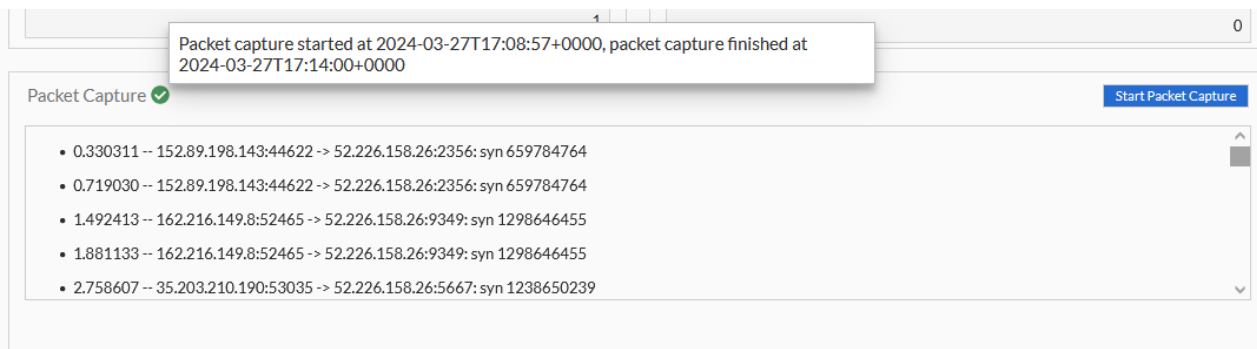 1
0
Packet capture started at 2024-03-27T17:08:57+0000, packet capture finished at
2024-03-27T17:14:00+0000
Packet Capture
Start Packet Capture
• 0.330311 -- 152.89.198.143:44622 -> 52.226.158.26:2356: syn 659784764
• 0.719030 -- 152.89.198.143:44622 -> 52.226.158.26:2356: syn 659784764
• 1.492413 -- 162.216.149.8:52465 -> 52.226.158.26:9349: syn 1298646455
• 1.881133 -- 162.216.149.8:52465 -> 52.226.158.26:9349: syn 1298646455
• 2.758607 -- 35.203.210.190:53035 -> 52.226.158.26:5667: syn 1238650239